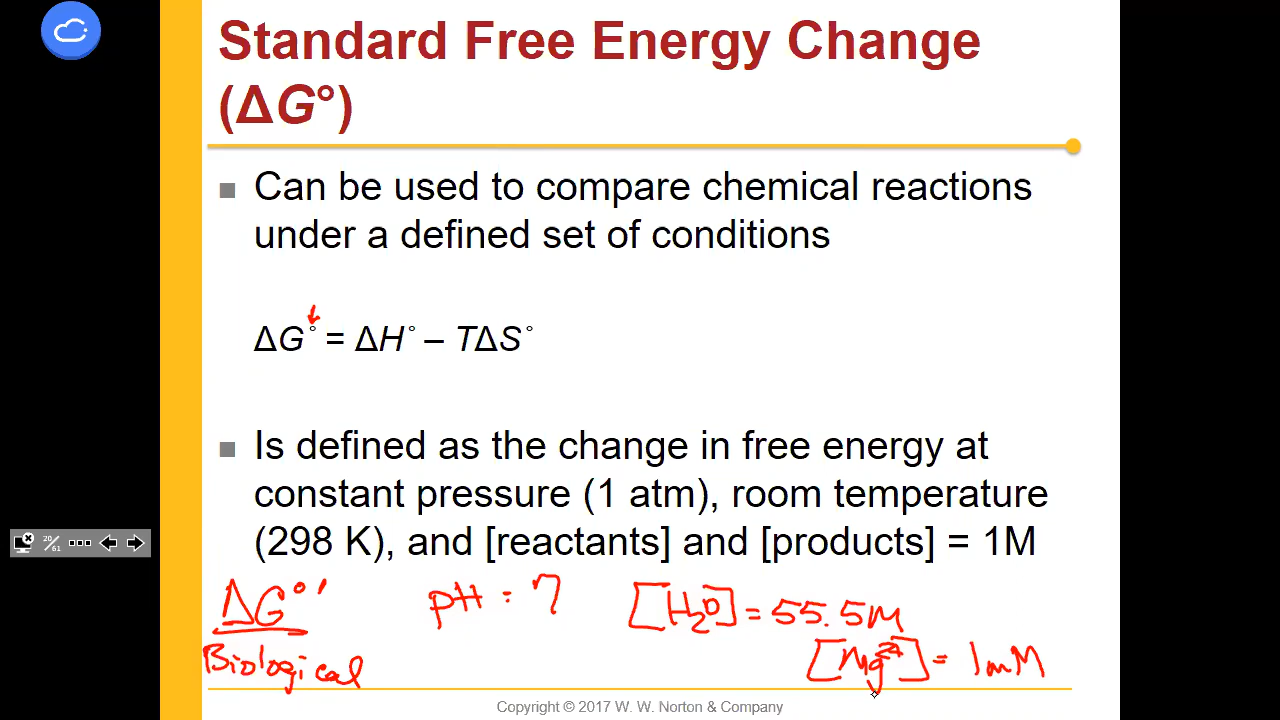 Standard Free Energy Change
(ΔG°)
■ Can be used to compare chemical reactions
under a defined set of conditions
ΔG° = ΔH° – TΔS°
■ Is defined as the change in free energy at
constant pressure (1 atm), room temperature
(298 K), and [reactants] and [products] = 1M
20/61
ΔG°' pH = 7 [H₂O] = 55.5M
Biological [Mg²⁺] = 1mM
Copyright © 2017 W. W. Norton & Company